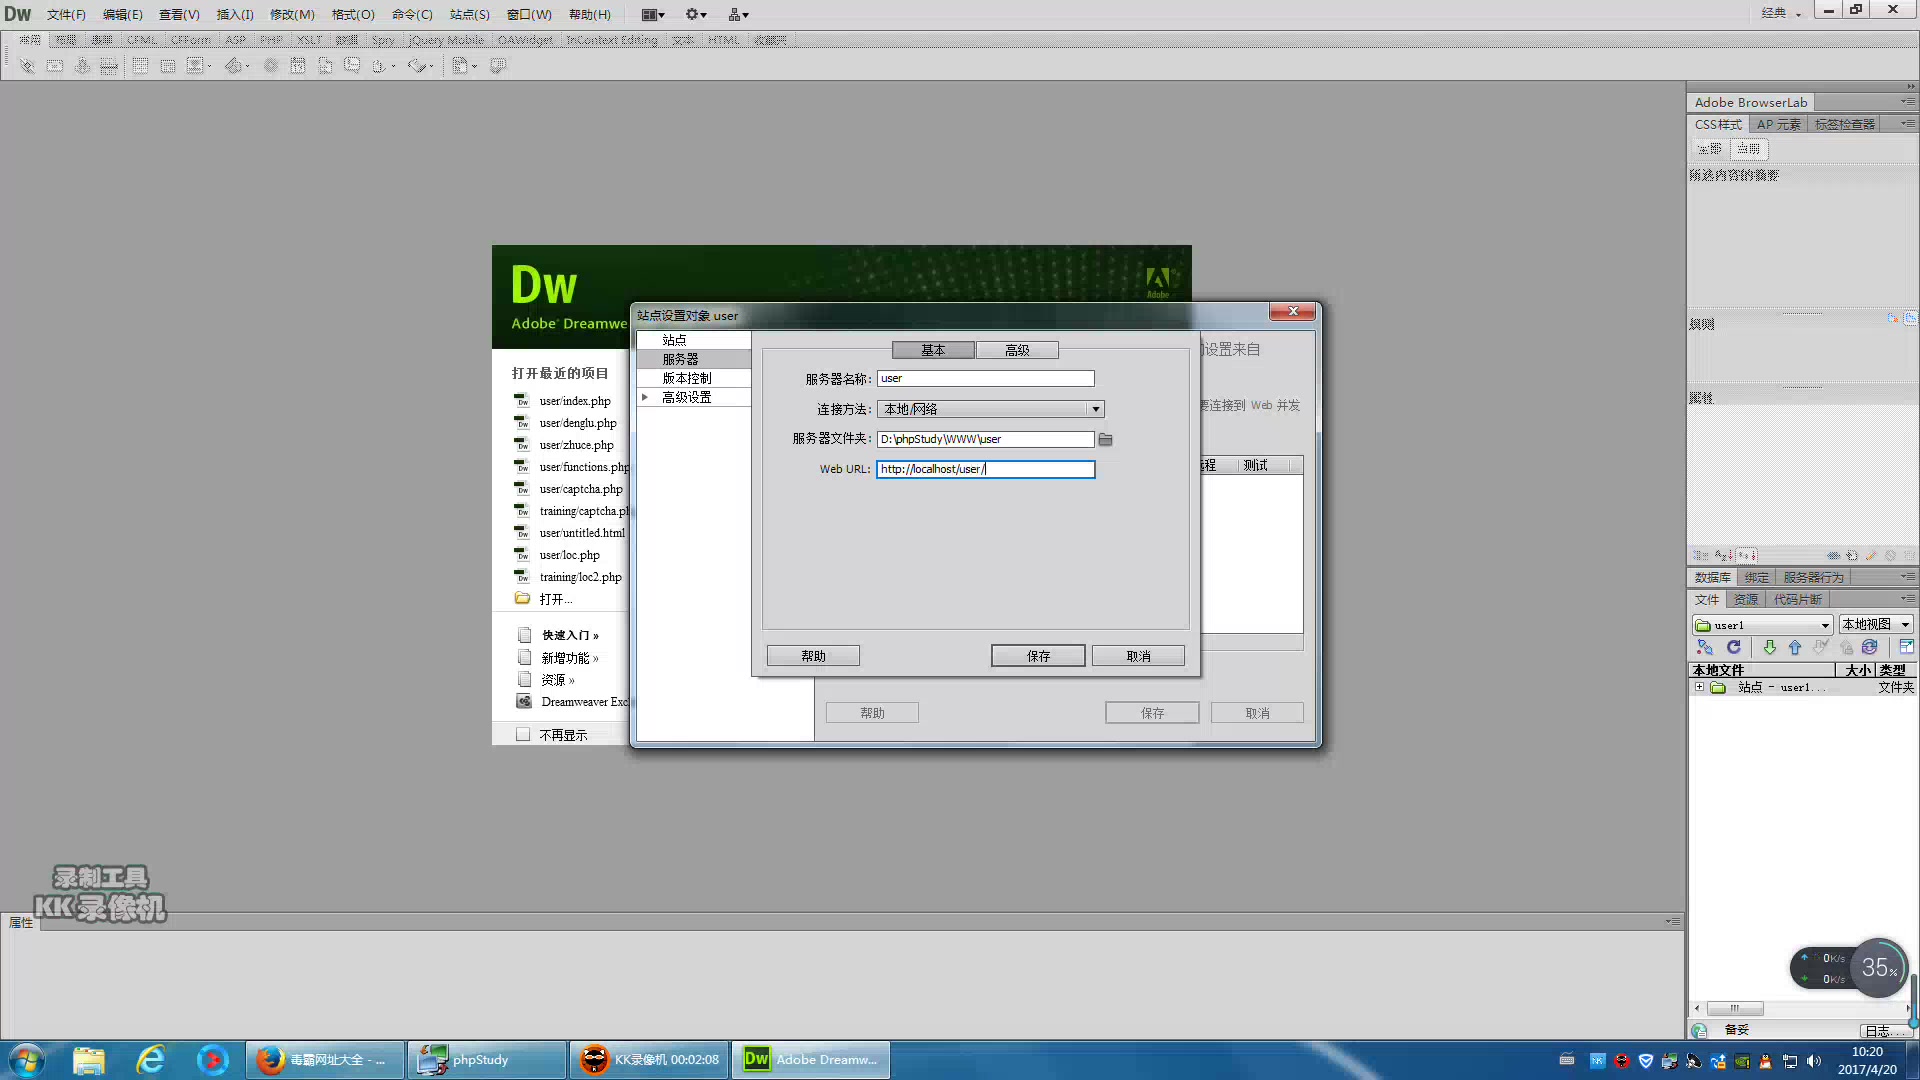 Dw 文件(F) 编辑(E) 查看(V) 插入(I) 修改(M) 格式(O) 命令(C) 站点(S) 窗口(W) 帮助(H) 经典
常用 布局 表单 CFML CFForm ASP PHP XSLT 数据 Spry jQuery Mobile OAWidget InContext Editing 文本 HTML 收藏夹
Adobe BrowserLab
CSS样式 AP 元素 标签检查器
全部 当前
所选内容的摘要
规则
属性
数据库 绑定 服务器行为
文件 资源 代码片断
user1 本地视图
本地文件 大小 类型
站点 - user1... 文件夹
备妥 日志...
Dw
Adobe Dreamwe
Adobe
打开最近的项目
user/index.php
user/denglu.php
user/zhuce.php
user/functions.php
user/captcha.php
training/captcha.p
user/untitled.html
user/loc.php
training/loc2.php
打开...
快速入门 »
新增功能 »
资源 »
Dreamweaver Exc
不再显示
站点设置对象 user
站点
服务器
版本控制
高级设置
设置来自
要连接到 Web 并发
程 测试
基本 高级
服务器名称: user
连接方法: 本地/网络
服务器文件夹: D:\phpStudy\WWW\user
Web URL: http://localhost/user/
帮助 保存 取消
帮助 保存 取消
录制工具
KK 录像机
属性
0K/s
0K/s
35%
毒霸网址大全 - ... phpStudy KK录像机 00:02:08 Dw Adobe Dreamw...
10:20
2017/4/20